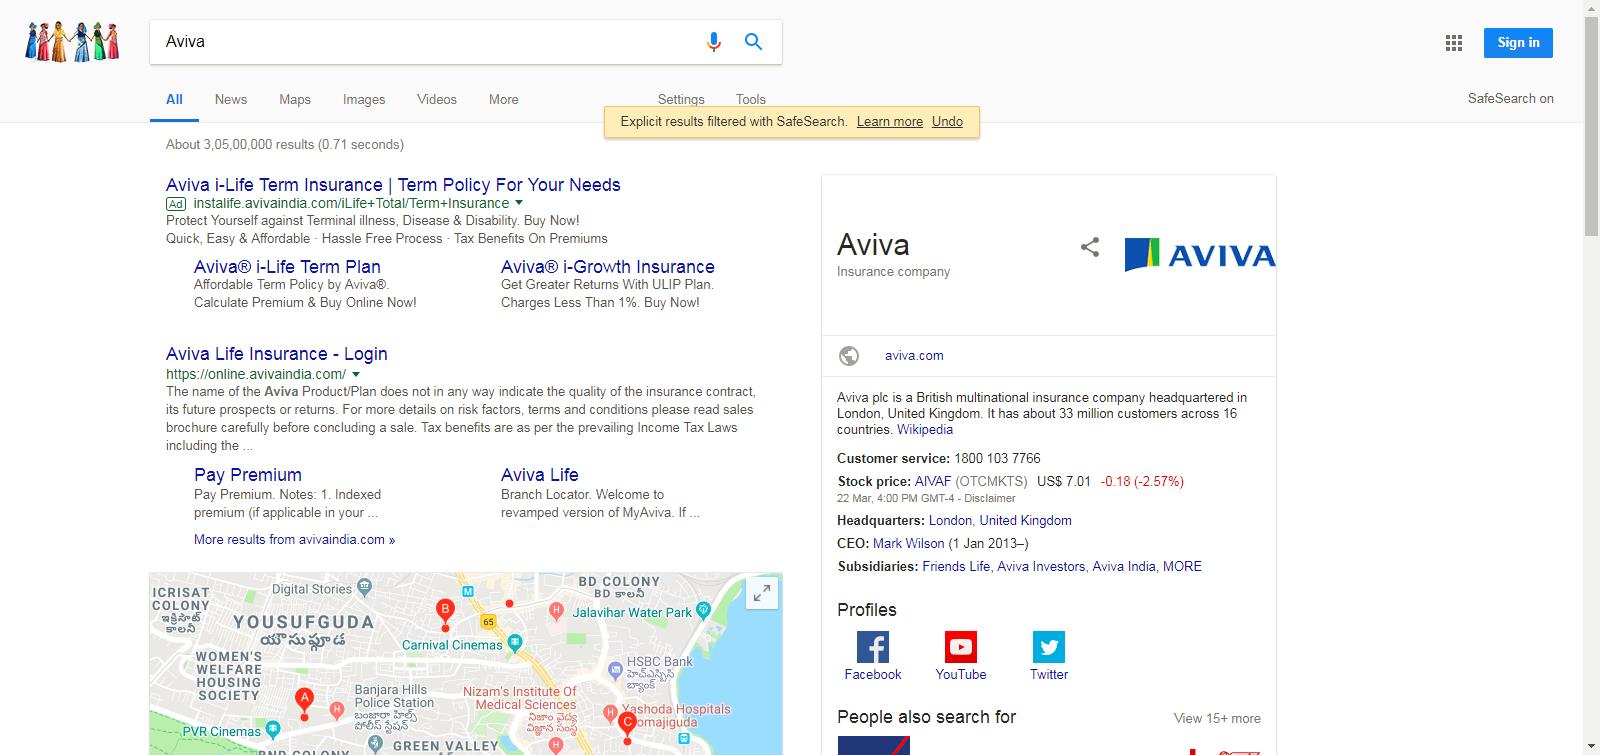 Aviva
Sign in
All
News
Maps
Images
Videos
More
Settings
Tools
SafeSearch on
Explicit results filtered with SafeSearch. Learn more Undo
About 3,05,00,000 results (0.71 seconds)
Aviva i-Life Term Insurance | Term Policy For Your Needs
Ad instalife.avivaindia.com/iLife+Total/Term+Insurance
Protect Yourself against Terminal illness, Disease & Disability. Buy Now!
Quick, Easy & Affordable · Hassle Free Process · Tax Benefits On Premiums
Aviva® i-Life Term Plan
Affordable Term Policy by Aviva®.
Calculate Premium & Buy Online Now!
Aviva® i-Growth Insurance
Get Greater Returns With ULIP Plan.
Charges Less Than 1%. Buy Now!
Aviva Life Insurance - Login
https://online.avivaindia.com/
The name of the Aviva Product/Plan does not in any way indicate the quality of the insurance contract,
its future prospects or returns. For more details on risk factors, terms and conditions please read sales
brochure carefully before concluding a sale. Tax benefits are as per the prevailing Income Tax Laws
including the ...
Pay Premium
Pay Premium. Notes: 1. Indexed
premium (if applicable in your ...
Aviva Life
Branch Locator. Welcome to
revamped version of MyAviva. If ...
More results from avivaindia.com »
ICRISAT
COLONY
ఇక్రిసాట్
కాలనీ
Digital Stories
YOUSUFGUDA
యూసుఫ్గూడ
M
B
65
H
BD COLONY
BD కాలనీ
Jalavihar Water Park
Carnival Cinemas
WOMEN'S
WELFARE
HOUSING
SOCIETY
H
HSBC Bank
హెచ్ఎస్బిసి
బ్యాంక్
A
H
Banjara Hills
Police Station
బంజారా హిల్స్
పోలీస్ స్టేషన్
Nizam's Institute Of
Medical Sciences
నిజాం వైద్య
విజ్ఞాన సంస్థ
H
Yashoda Hospitals
C
omajiguda
PVR Cinemas
GREEN VALLEY
H
BNR COLONY
Aviva
Insurance company
AVIVA
aviva.com
Aviva plc is a British multinational insurance company headquartered in
London, United Kingdom. It has about 33 million customers across 16
countries. Wikipedia
Customer service: 1800 103 7766
Stock price: AIVAF (OTCMKTS) US$ 7.01 -0.18 (-2.57%)
22 Mar, 4:00 PM GMT-4 - Disclaimer
Headquarters: London, United Kingdom
CEO: Mark Wilson (1 Jan 2013–)
Subsidiaries: Friends Life, Aviva Investors, Aviva India, MORE
Profiles
Facebook
YouTube
Twitter
People also search for
View 15+ more